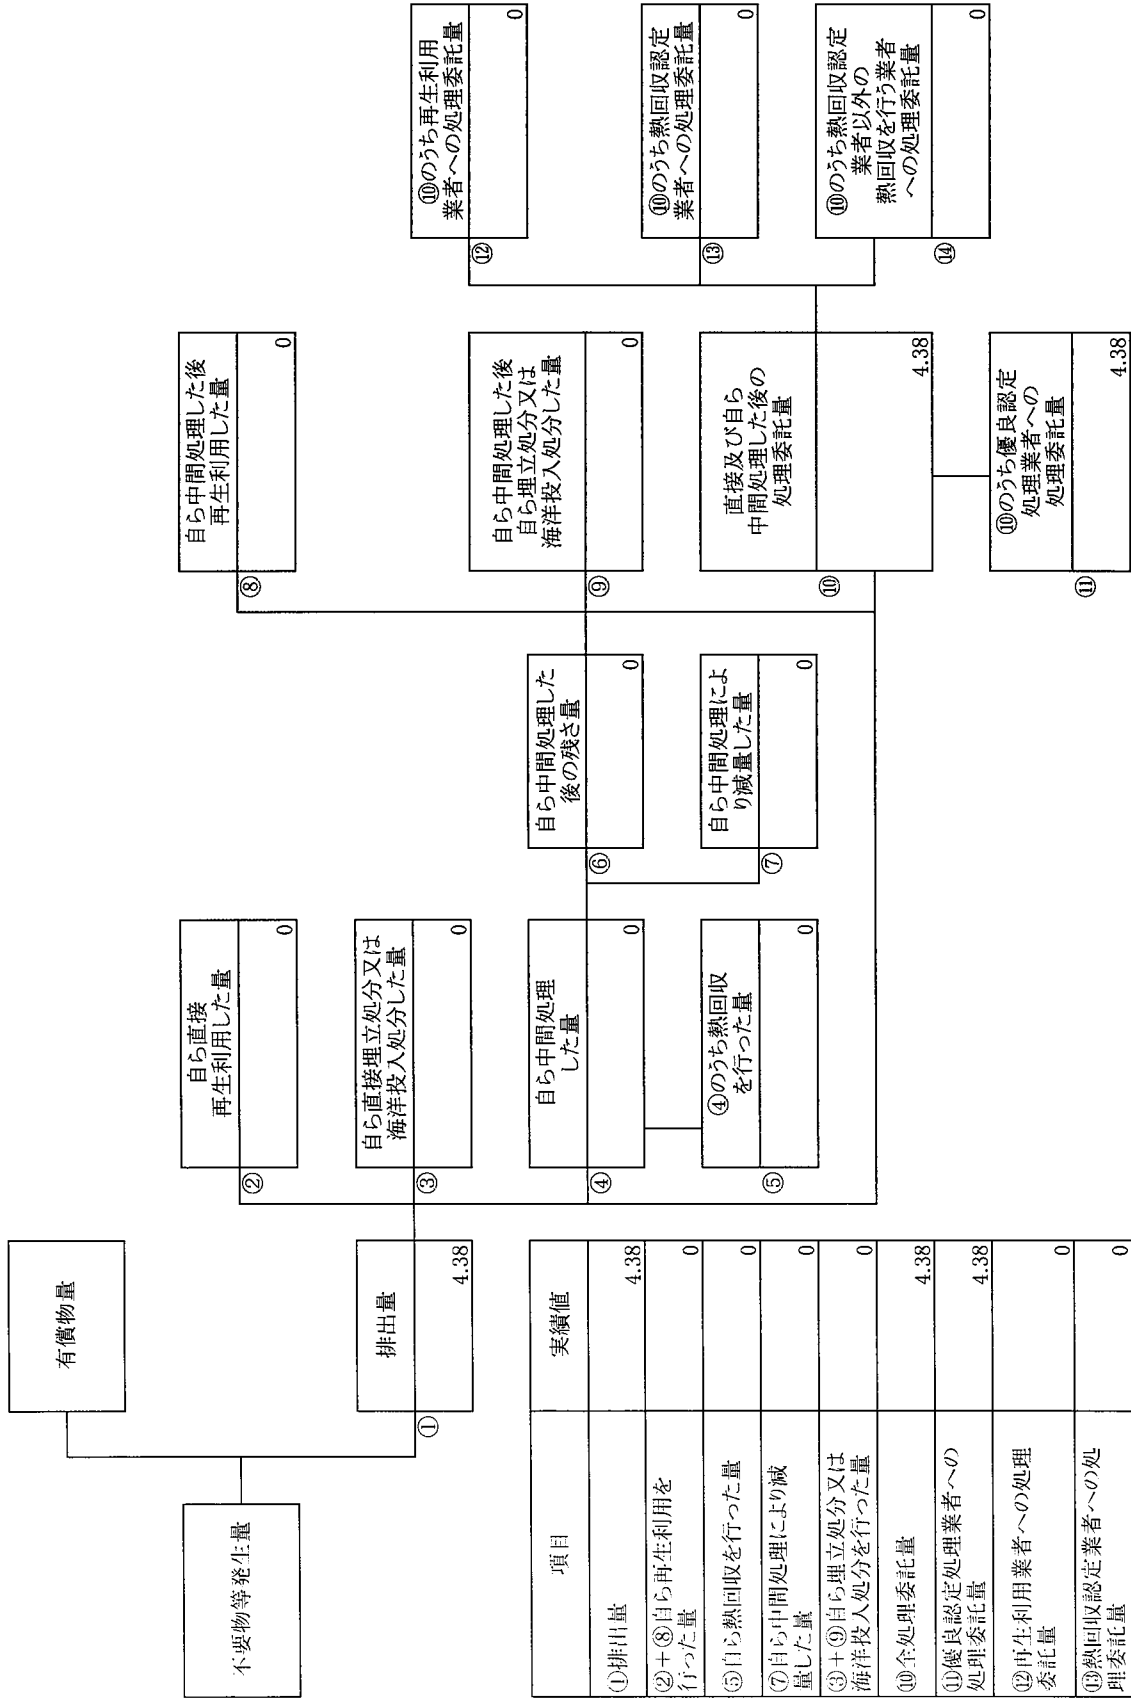 不要物等発生量
有償物量
①
排出量
4.38
②
自ら直接
再生利用した量
0
③
自ら直接埋立処分又は
海洋投入処分した量
0
④
自ら中間処理
した量
0
⑤
④のうち熱回収
を行った量
0
⑥
自ら中間処理した
後の残さ量
0
⑦
自ら中間処理によ
り減量した量
0
⑧
自ら中間処理した後
再生利用した量
0
⑨
自ら中間処理した後
自ら埋立処分又は
海洋投入処分した量
0
⑩
直接及び自ら
中間処理した後の
処理委託量
4.38
⑪
⑩のうち優良認定
処理業者への
処理委託量
4.38
⑫
⑩のうち再生利用
業者への処理委託量
0
⑬
⑩のうち熱回収認定
業者への処理委託量
0
⑭
⑩のうち熱回収認定
業者以外の
熱回収を行う業者
への処理委託量
0
項目 実績値
①排出量 4.38
②+⑧自ら再生利用を
行った量 0
⑤自ら熱回収を行った量 0
⑦自ら中間処理により減
量した量 0
③+⑨自ら埋立処分又は
海洋投入処分を行った量 0
⑩全処理委託量 4.38
⑪優良認定処理業者への
処理委託量 4.38
⑫再生利用業者への処理
委託量 0
⑬熱回収認定業者への処
理委託量 0